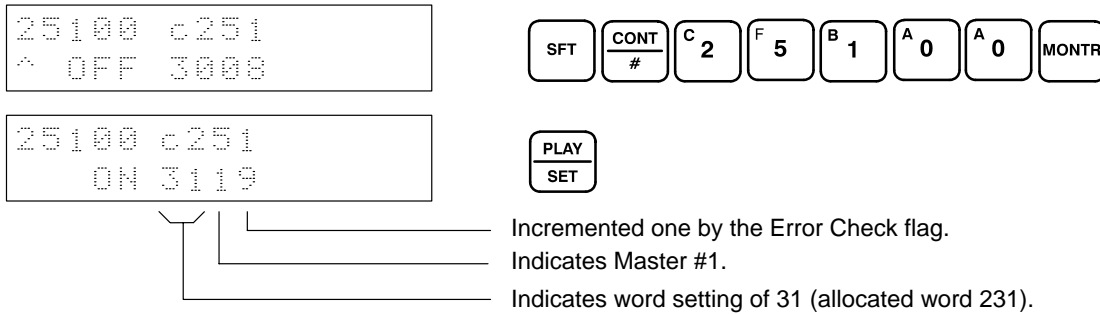 25100 c251
^ OFF 3008
SFT CONT # C 2 F 5 B 1 A 0 A 0 MONTR
25100 c251
ON 3119
PLAY SET
Incremented one by the Error Check flag.
Indicates Master #1.
Indicates word setting of 31 (allocated word 231).